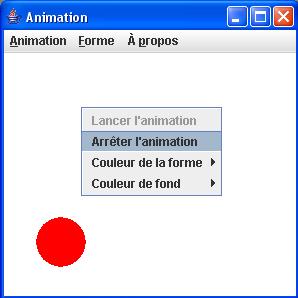 Animation
Animation Forme À propos
Lancer l'animation
Arrêter l'animation
Couleur de la forme
Couleur de fond